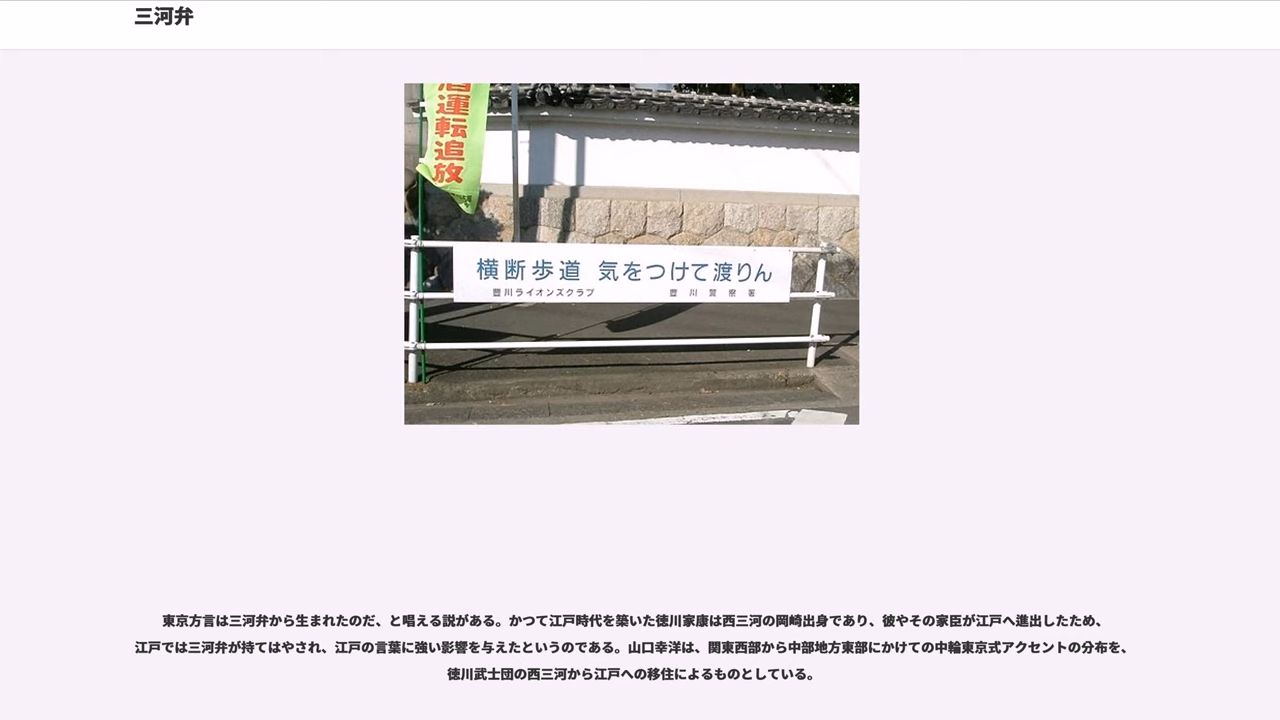 三河弁
運転追放
横断歩道 気をつけて渡りん
豊川ライオンズクラブ 豊川警察署
東京方言は三河弁から生まれたのだ、と唱える説がある。かつて江戸時代を築いた徳川家康は西三河の岡崎出身であり、彼やその家臣が江戸へ進出したため、
江戸では三河弁が持てはやされ、江戸の言葉に強い影響を与えたというのである。山口幸洋は、関東西部から中部地方東部にかけての中輪東京式アクセントの分布を、
徳川武士団の西三河から江戸への移住によるものとしている。